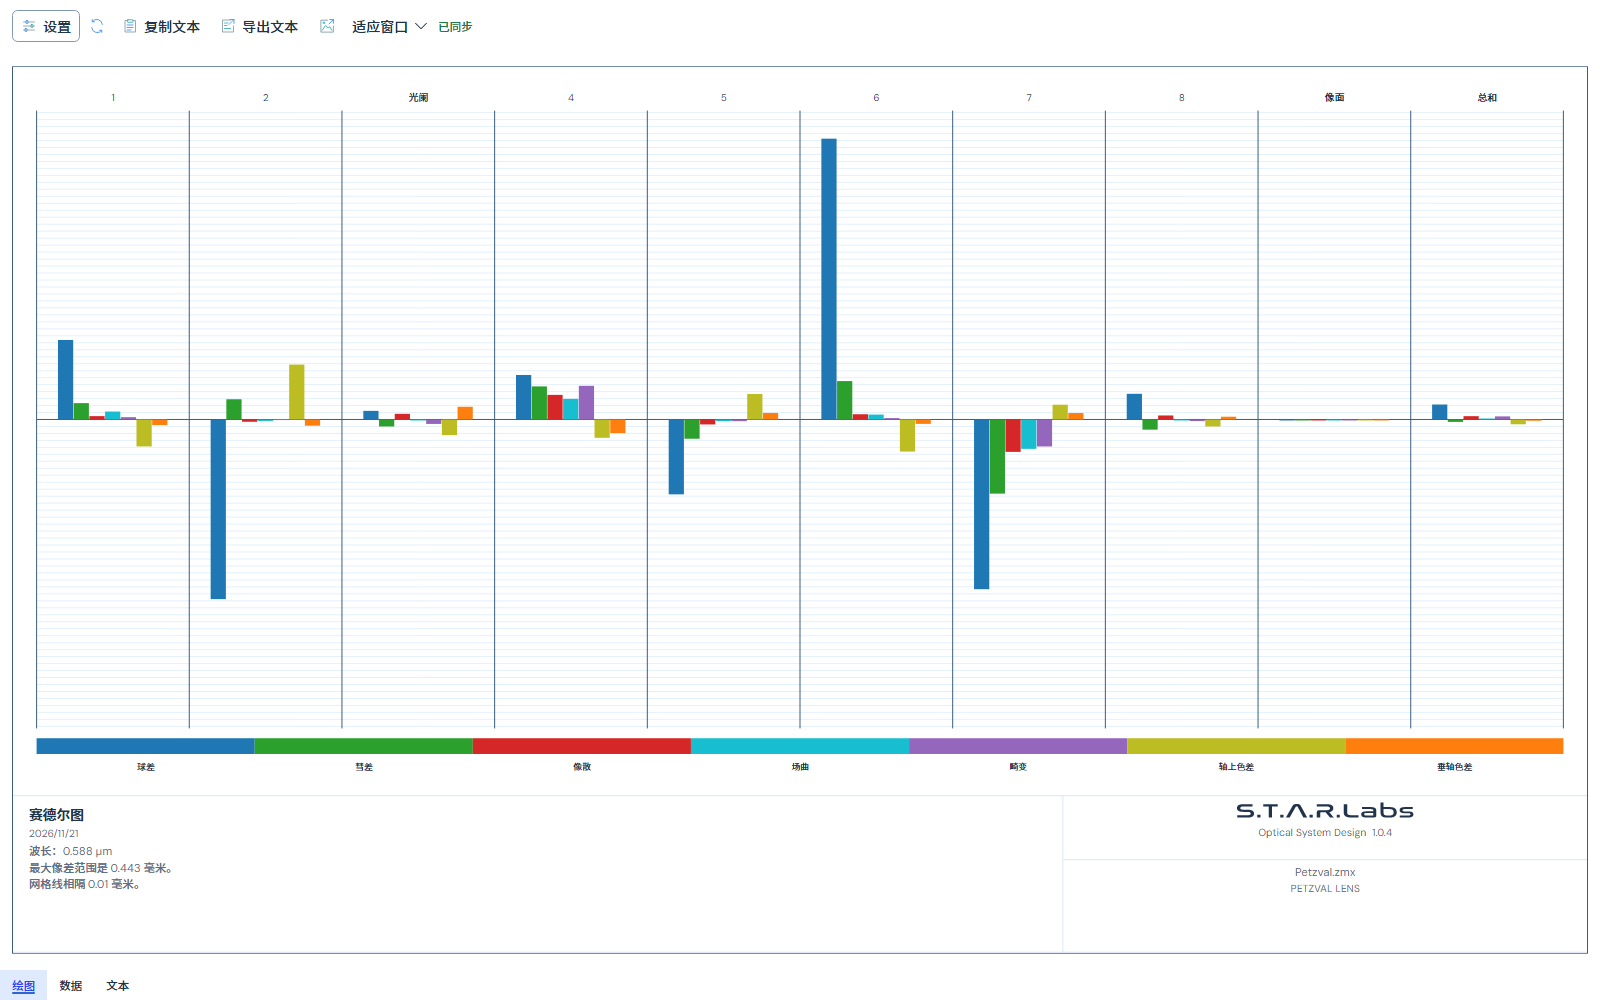 设置 复制文本 导出文本 适应窗口 已同步
1 2 光阑 4 5 6 7 8 像面 总和
球差 彗差 像散 场曲 畸变 轴上色差 垂轴色差
赛德尔图
2026/11/21
波长: 0.588 µm
最大像差范围是 0.443 毫米。
网格线相隔 0.01 毫米。
S.T.A.R.Labs
Optical System Design 1.0.4
Petzval.zmx
PETZVAL LENS
绘图 数据 文本